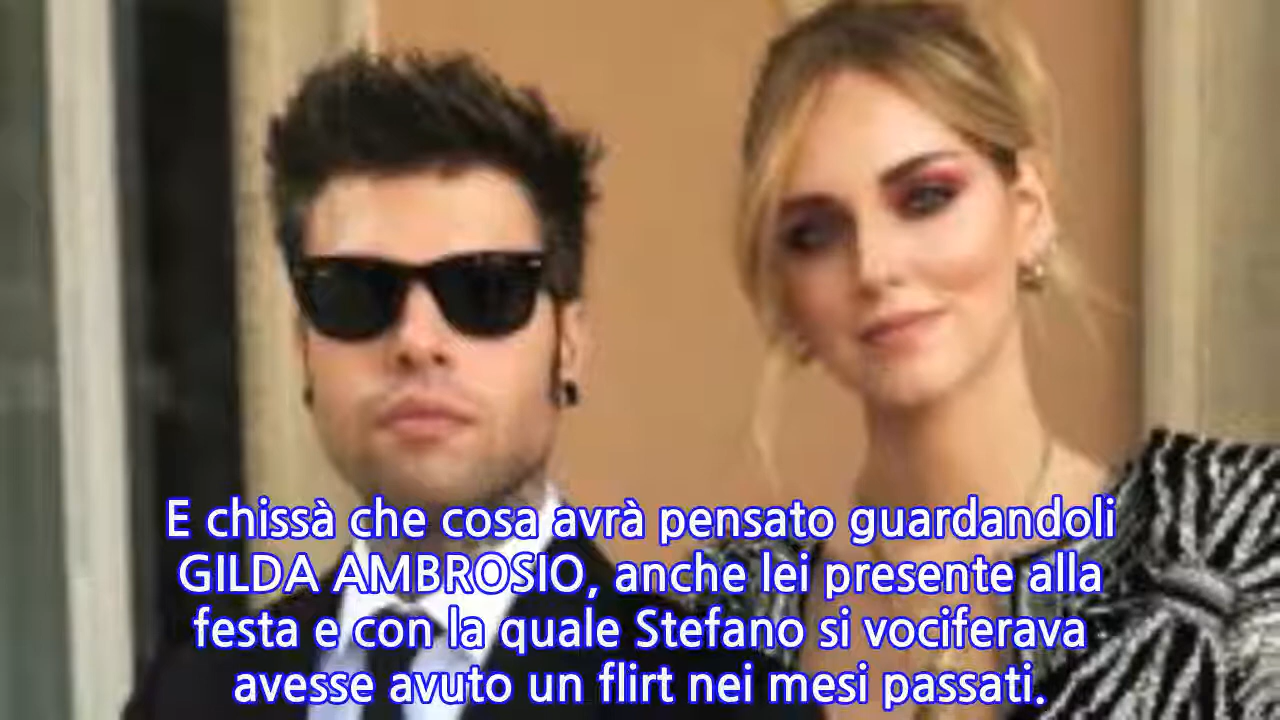 E chissà che cosa avrà pensato guardandoli
GILDA AMBROSIO, anche lei presente alla
festa e con la quale Stefano si vociferava
avesse avuto un flirt nei mesi passati.